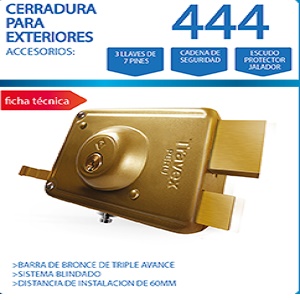 CERRADURA
PARA
EXTERIORES
ACCESORIOS:
444
3 LLAVES DE
7 PINES
CADENA DE
SEGURIDAD
ESCUDO
PROTECTOR
JALADOR
ficha técnica
Travex
>BARRA DE BRONCE DE TRIPLE AVANCE
>SISTEMA BLINDADO
>DISTANCIA DE INSTALACION DE 60MM